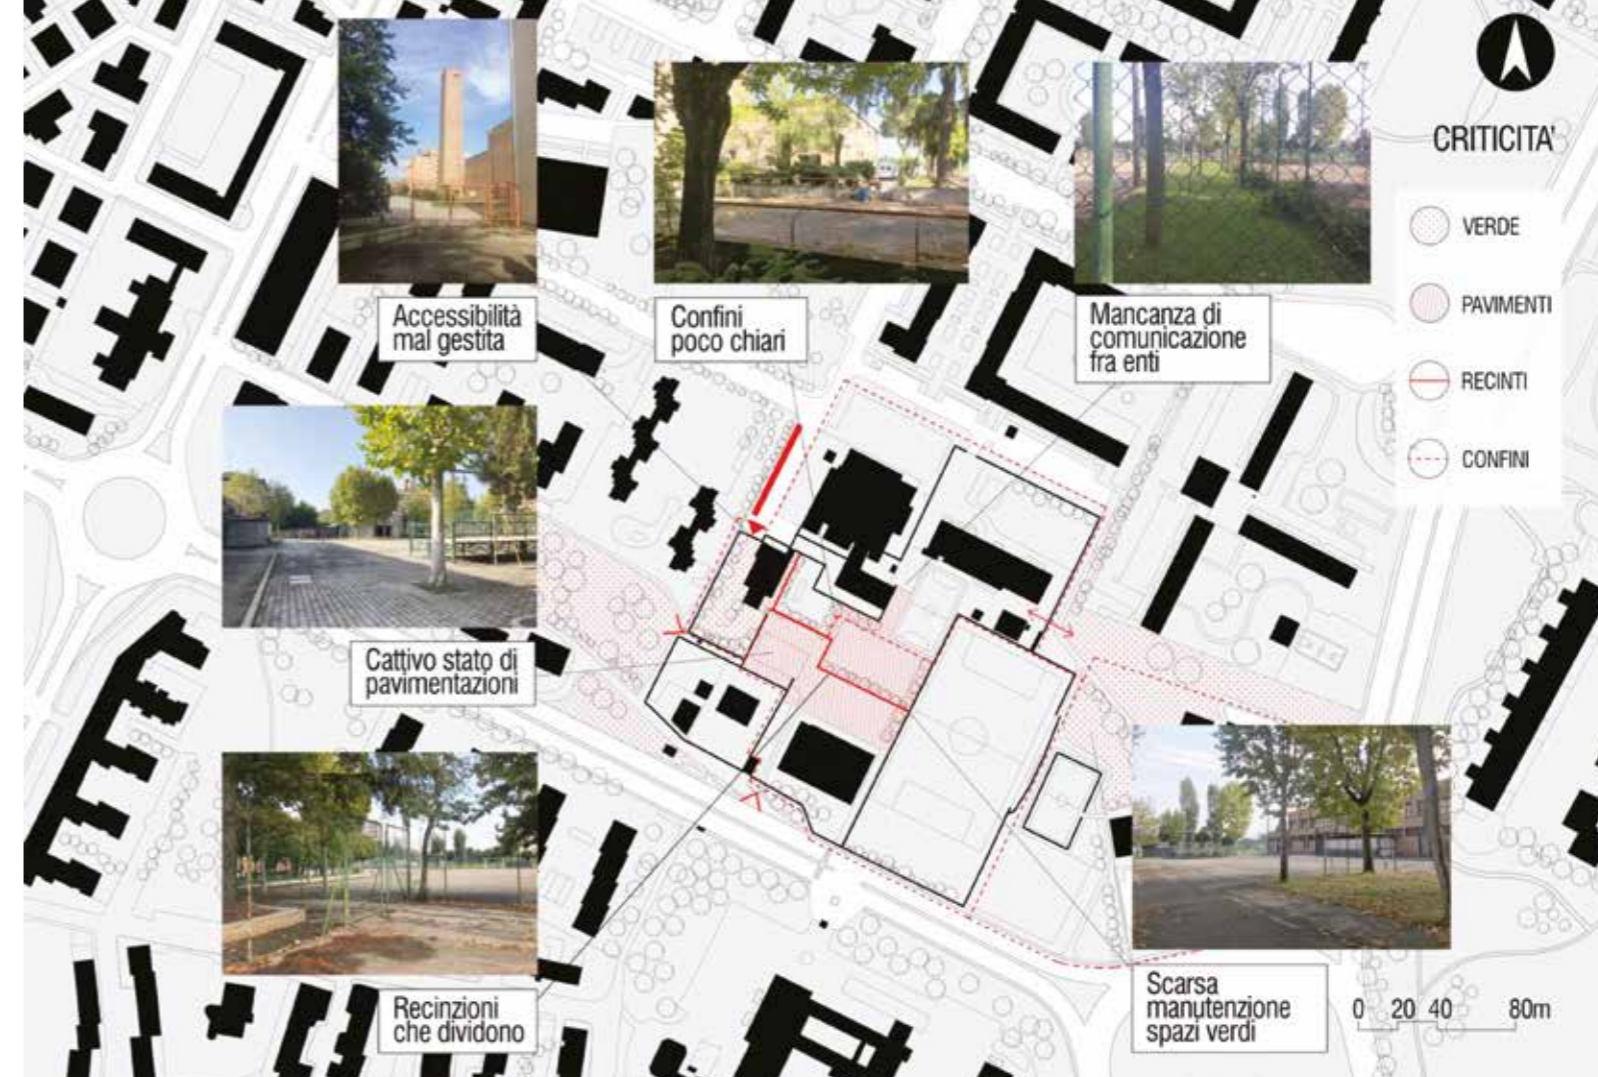 CRITICITA'
VERDE
PAVIMENTI
RECINTI
CONFINI
Accessibilità
mal gestita
Confini
poco chiari
Mancanza di
comunicazione
fra enti
Cattivo stato di
pavimentazioni
Recinzioni
che dividono
Scarsa
manutenzione
spazi verdi
0 20 40 80m